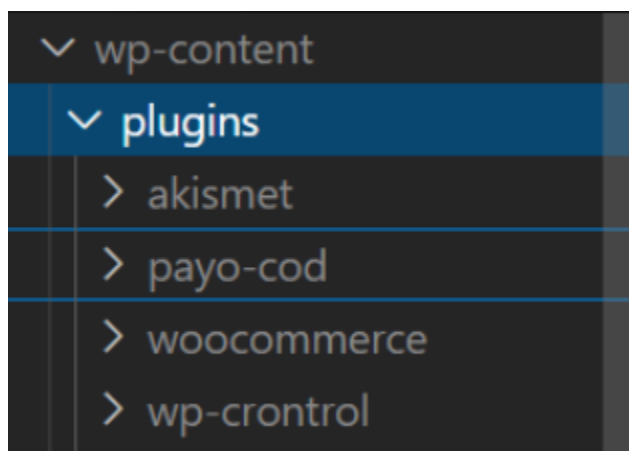 wp-content
plugins
akismet
payo-cod
woocommerce
wp-crontrol